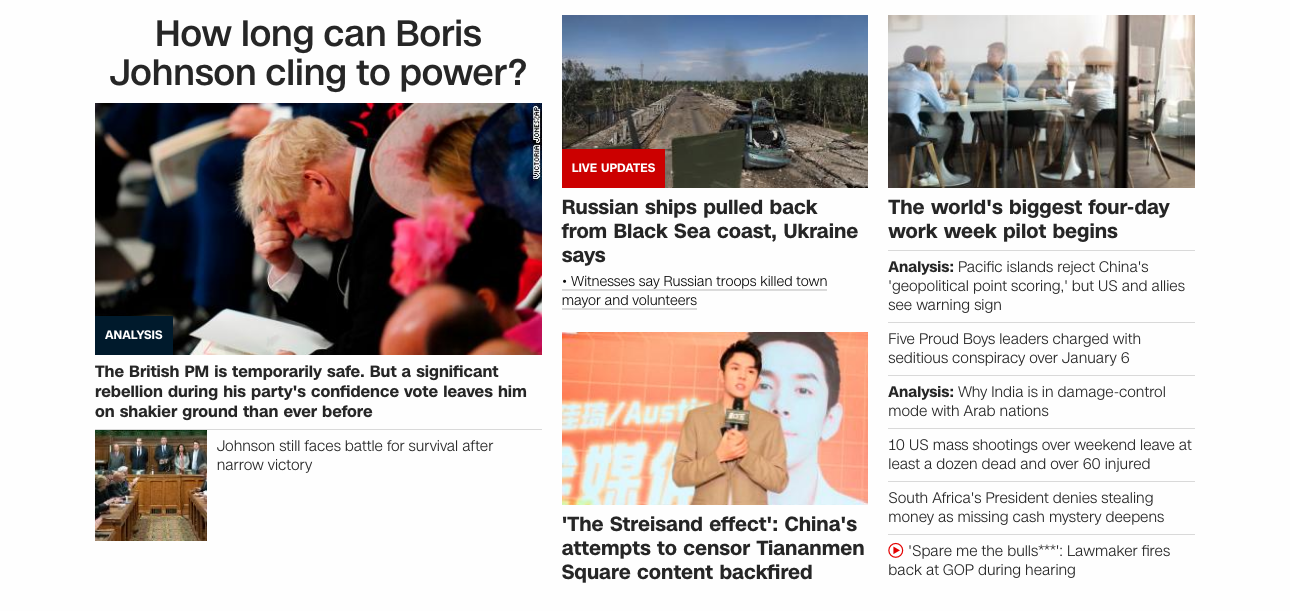 How long can Boris
Johnson cling to power?
VICTORIA JONES/AP
ANALYSIS
The British PM is temporarily safe. But a significant
rebellion during his party's confidence vote leaves him
on shakier ground than ever before
Johnson still faces battle for survival after
narrow victory
LIVE UPDATES
Russian ships pulled back
from Black Sea coast, Ukraine
says
• Witnesses say Russian troops killed town
mayor and volunteers
佳琦/Austi
'The Streisand effect': China's
attempts to censor Tiananmen
Square content backfired
The world's biggest four-day
work week pilot begins
Analysis: Pacific islands reject China's
'geopolitical point scoring,' but US and allies
see warning sign
Five Proud Boys leaders charged with
seditious conspiracy over January 6
Analysis: Why India is in damage-control
mode with Arab nations
10 US mass shootings over weekend leave at
least a dozen dead and over 60 injured
South Africa's President denies stealing
money as missing cash mystery deepens
'Spare me the bulls***': Lawmaker fires
back at GOP during hearing